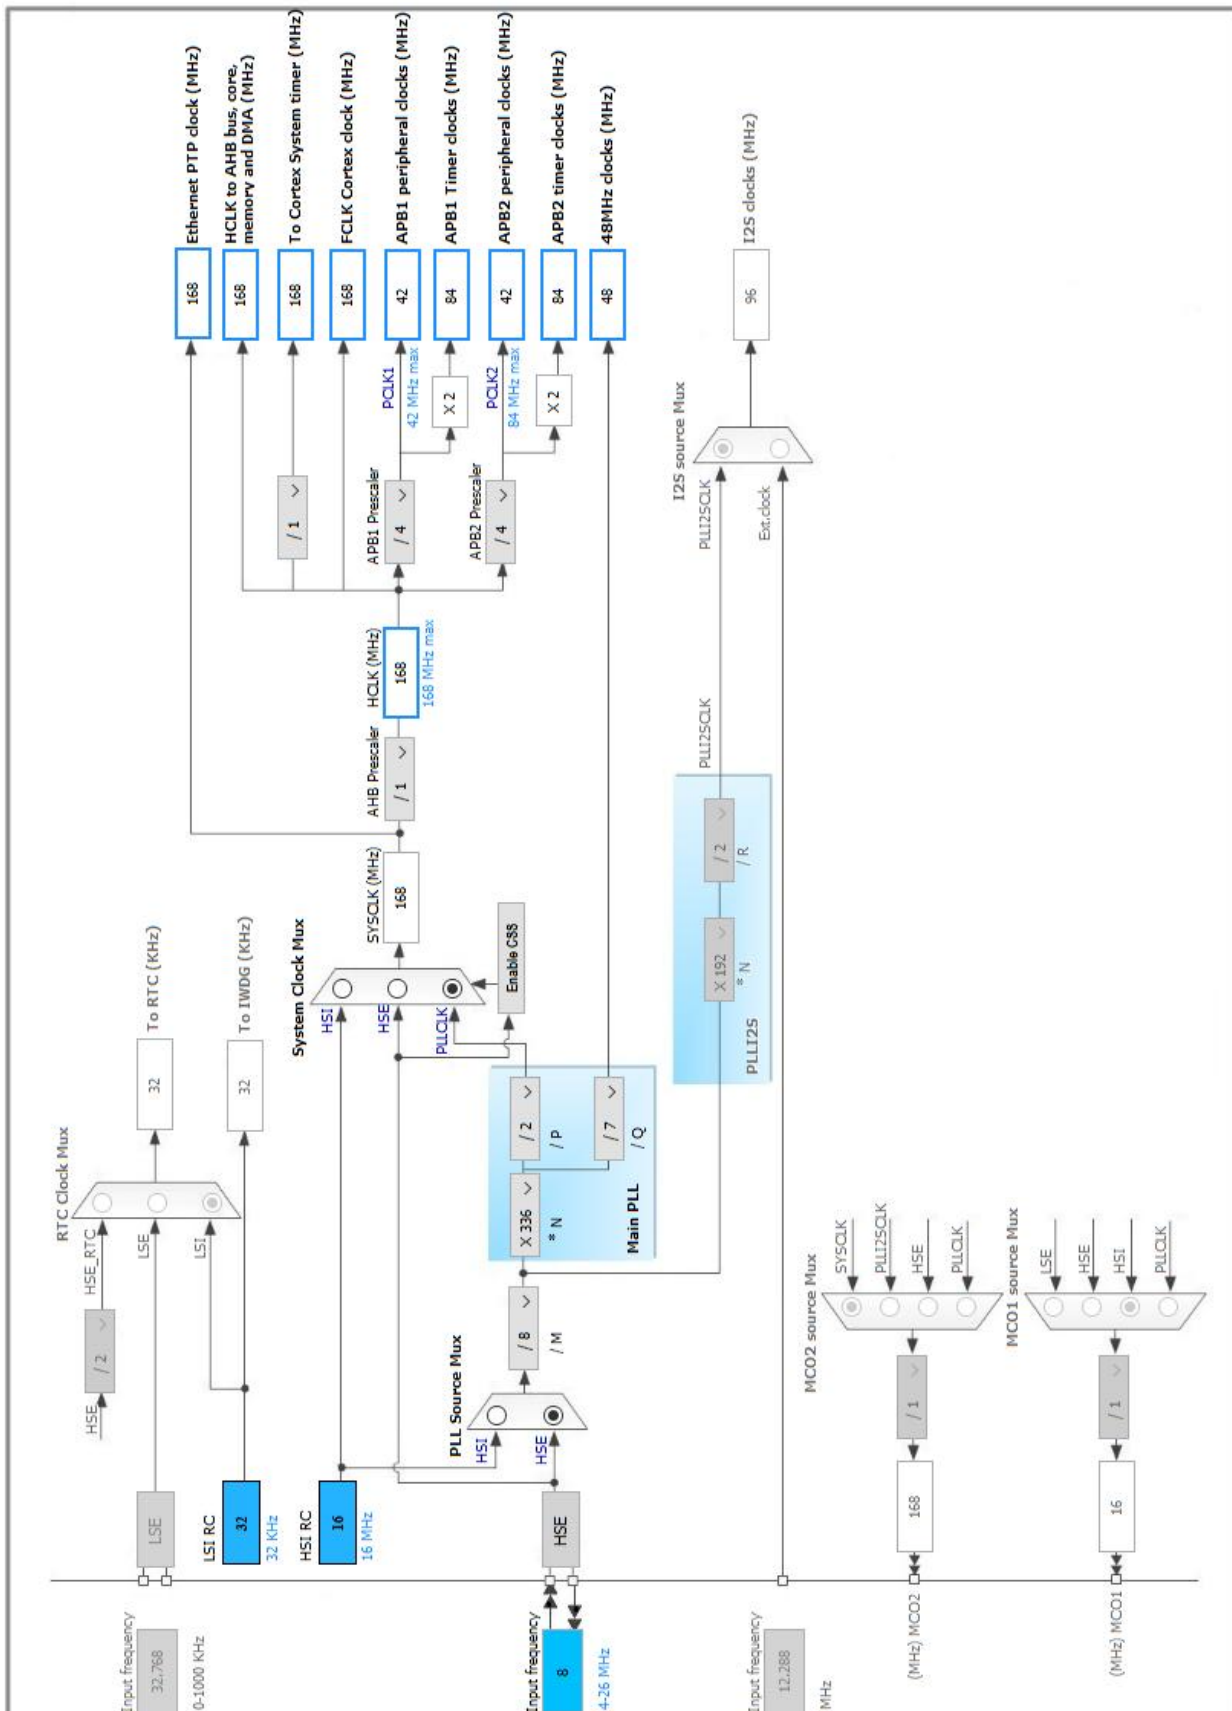 Input frequency
32.768
0-1000 KHz
LSE
HSE
/ 2
HSE_RTC
LSE
LSI
RTC Clock Mux
32
To RTC (KHz)
LSI RC
32
32 KHz
32
To IWDG (KHz)
HSI RC
16
16 MHz
System Clock Mux
HSI
HSE
PLLCLK
Enable CSS
SYSCLK (MHz)
168
AHB Prescaler
/ 1
HCLK (MHz)
168
168 MHz max
/ 1
APB1 Prescaler
/ 4
PCLK1
42 MHz max
X 2
APB2 Prescaler
/ 4
PCLK2
84 MHz max
X 2
168
Ethernet PTP clock (MHz)
168
HCLK to AHB bus, core,
memory and DMA (MHz)
168
To Cortex System timer (MHz)
168
FCLK Cortex clock (MHz)
42
APB1 peripheral clocks (MHz)
84
APB1 Timer clocks (MHz)
42
APB2 peripheral clocks (MHz)
84
APB2 timer clocks (MHz)
48
48MHz clocks (MHz)
Input frequency
8
4-26 MHz
HSE
PLL Source Mux
HSI
HSE
/ 8
/ M
X 336
* N
/ 2
/ P
/ 7
/ Q
Main PLL
X 192
* N
/ 2
/ R
PLLI2S
PLLI2SCLK
PLLI2SCLK
Ext.clock
I2S source Mux
96
I2S clocks (MHz)
Input frequency
12.288
MHz
(MHz) MCO2
168
/ 1
MCO2 source Mux
SYSCLK
PLLI2SCLK
HSE
PLLCLK
(MHz) MCO1
16
/ 1
MCO1 source Mux
LSE
HSE
HSI
PLLCLK